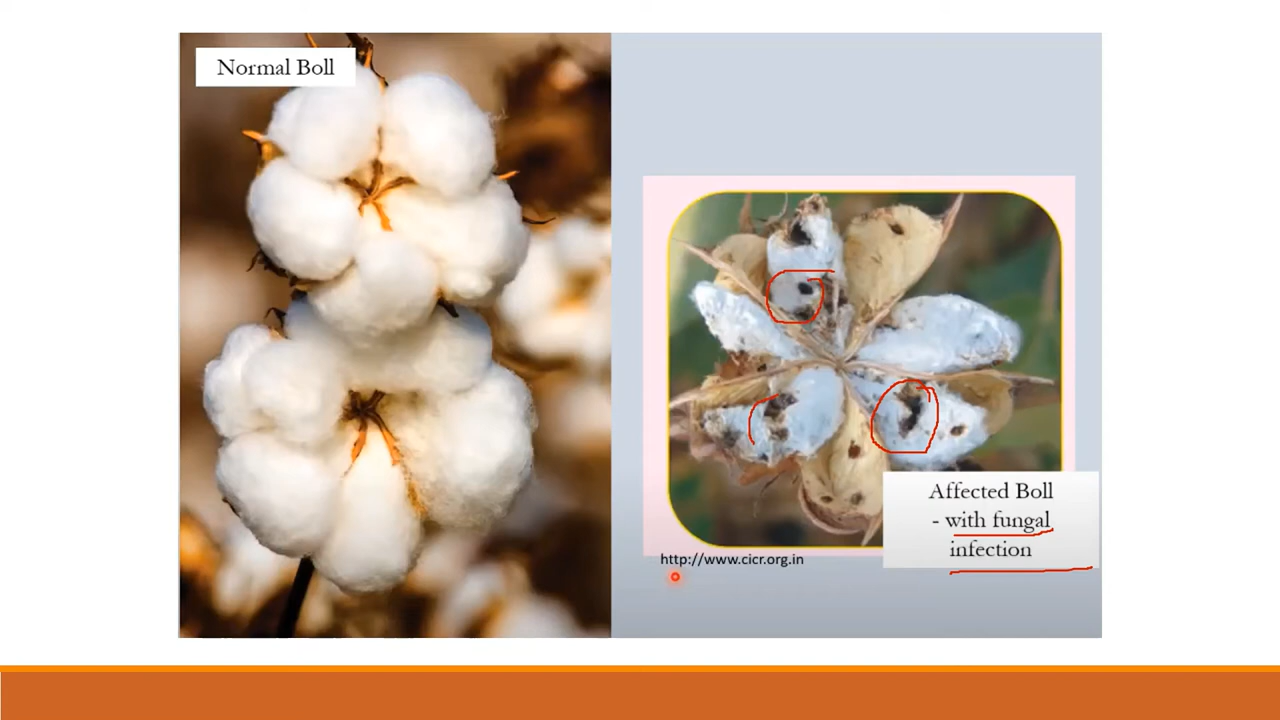 Normal Boll
Affected Boll
- with fungal
infection
http://www.cicr.org.in